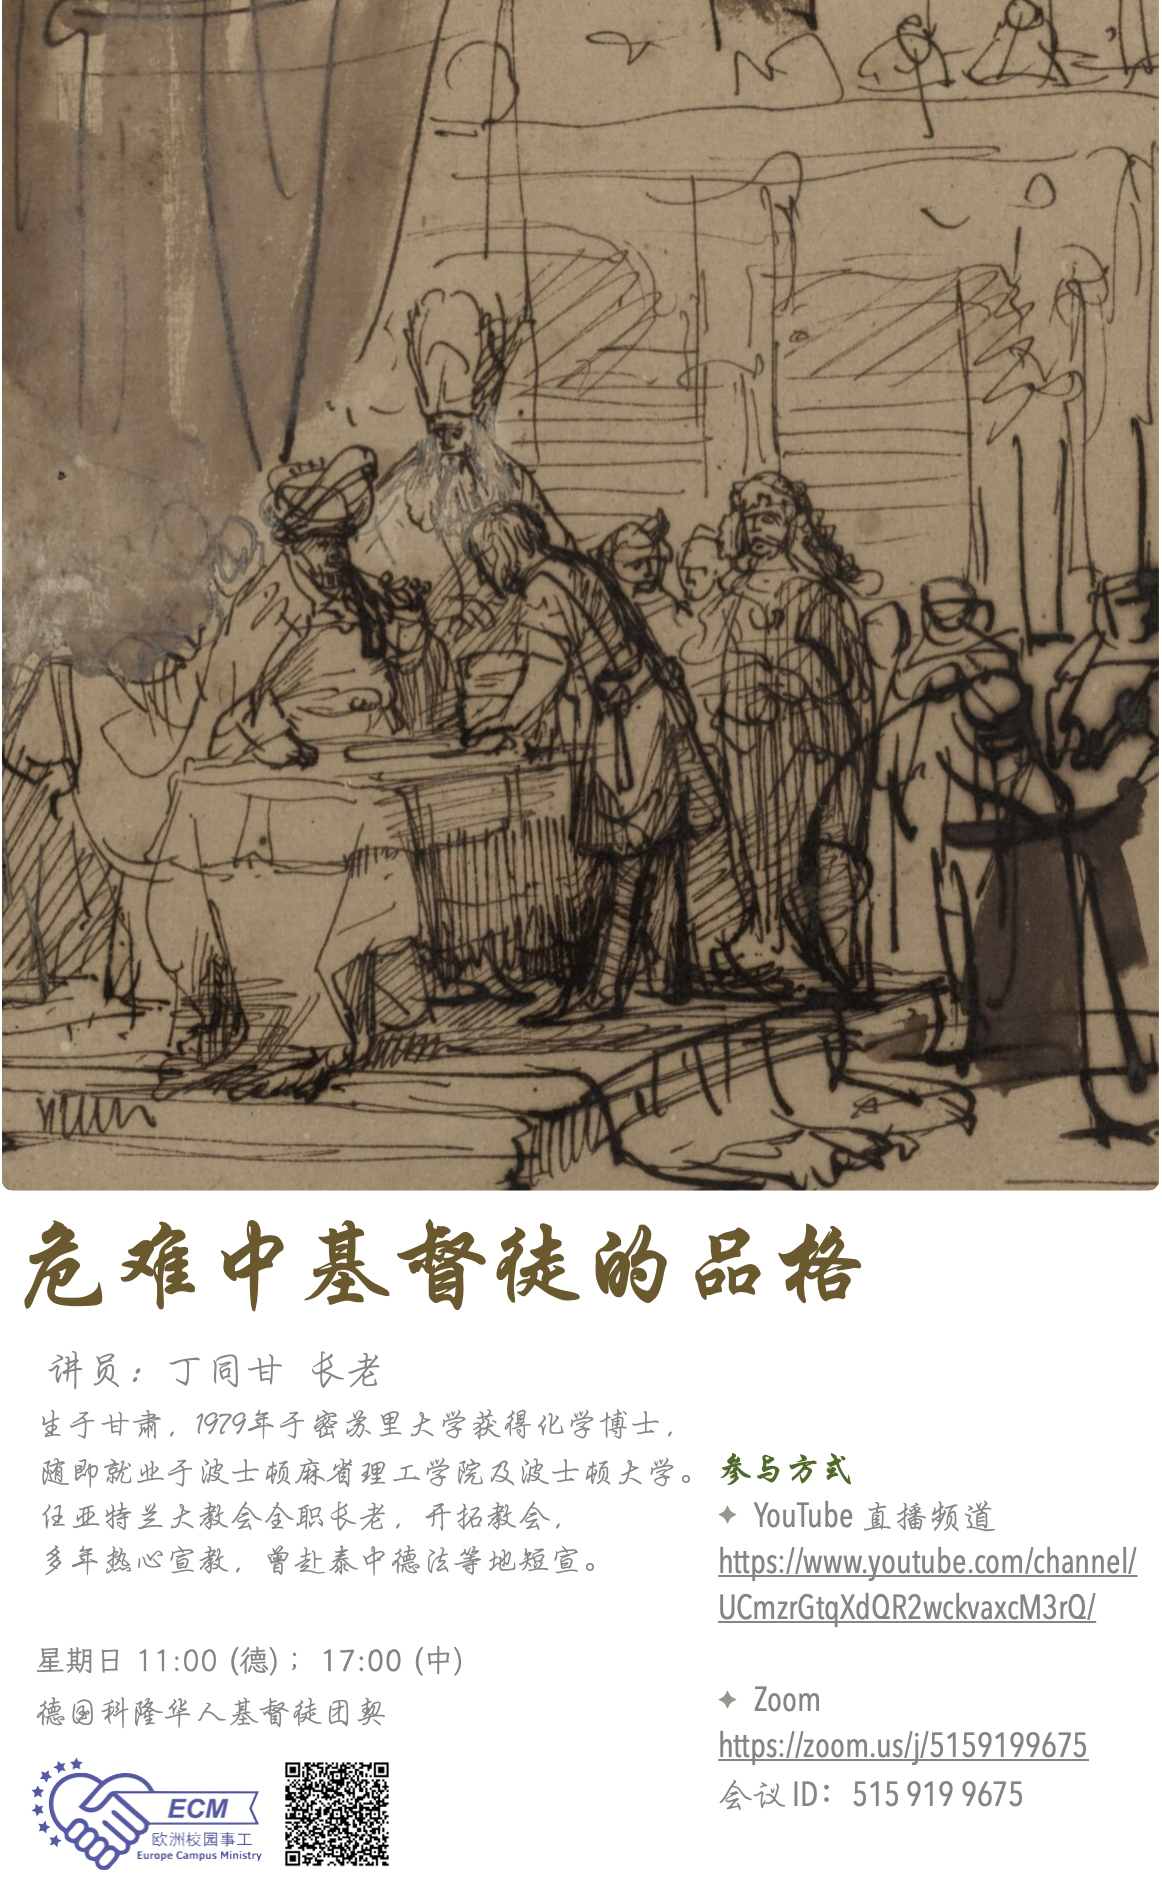 危难中基督徒的品格
讲员：丁同甘 长老
生于甘肃，1979年于密苏里大学获得化学博士，
随即就业于波士顿麻省理工学院及波士顿大学。
任亚特兰大教会全职长老，开拓教会，
多年热心宣教，曾赴泰中德法等地短宣。
星期日 11:00 (德)； 17:00 (中)
德国科隆华人基督徒团契
ECM
欧洲校园事工
Europe Campus Ministry
参与方式
✦ YouTube 直播频道
https://www.youtube.com/channel/
UCmzrGtqXdQR2wckvaxcM3rQ/
✦ Zoom
https://zoom.us/j/5159199675
会议 ID：515 919 9675